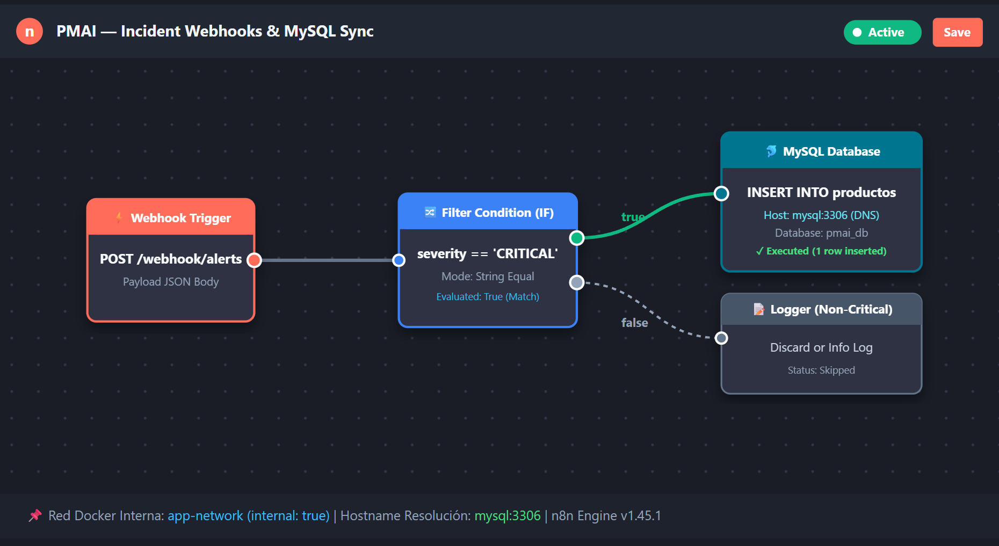 n
PMAI — Incident Webhooks & MySQL Sync
Active
Save
Webhook Trigger
POST /webhook/alerts
Payload JSON Body
Filter Condition (IF)
severity == 'CRITICAL'
Mode: String Equal
Evaluated: True (Match)
true
false
MySQL Database
INSERT INTO productos
Host: mysql:3306 (DNS)
Database: pmai_db
✓ Executed (1 row inserted)
Logger (Non-Critical)
Discard or Info Log
Status: Skipped
Red Docker Interna: app-network (internal: true) | Hostname Resolución: mysql:3306 | n8n Engine v1.45.1